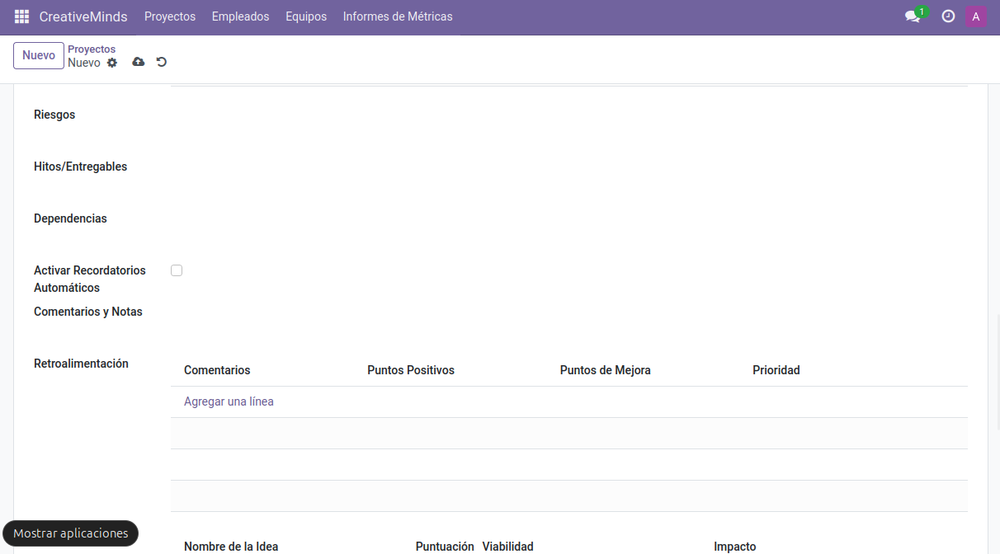 CreativeMinds Proyectos Empleados Equipos Informes de Métricas 1 A
Nuevo Proyectos
Nuevo
Riesgos
Hitos/Entregables
Dependencias
Activar Recordatorios
Automáticos
Comentarios y Notas
Retroalimentación
Comentarios Puntos Positivos Puntos de Mejora Prioridad
Agregar una línea
Mostrar aplicaciones
Nombre de la Idea Puntuación Viabilidad Impacto